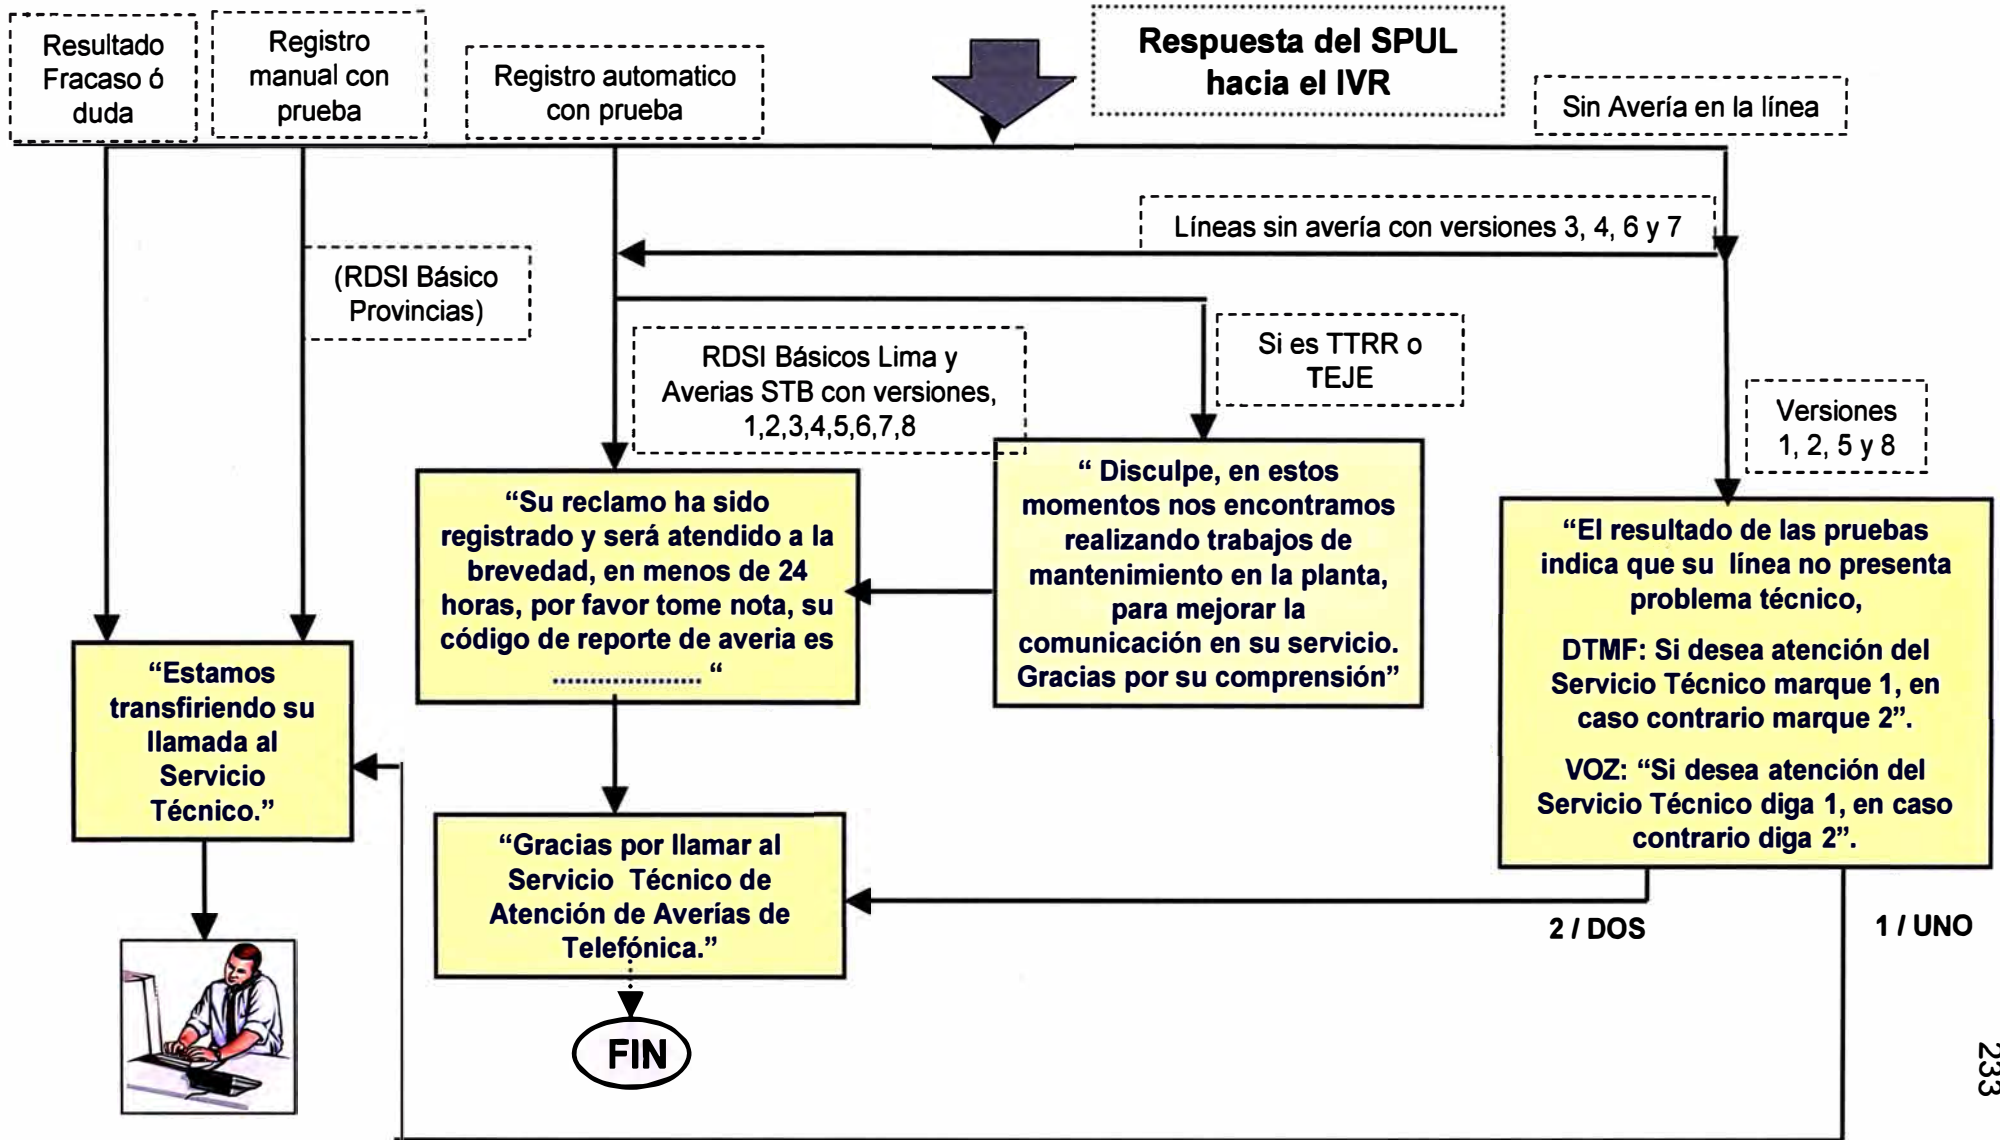 Resultado
Fracaso ó
duda
Registro
manual con
prueba
Registro automatico
con prueba
Respuesta del SPUL
hacia el IVR
Sin Avería en la línea
Líneas sin avería con versiones 3, 4, 6 y 7
(RDSI Básico
Provincias)
RDSI Básicos Lima y
Averias STB con versiones,
1,2,3,4,5,6,7,8
Si es TTRR o
TEJE
Versiones
1, 2, 5 y 8
“Su reclamo ha sido
registrado y será atendido a la
brevedad, en menos de 24
horas, por favor tome nota, su
código de reporte de averia es
.................... “
“ Disculpe, en estos
momentos nos encontramos
realizando trabajos de
mantenimiento en la planta,
para mejorar la
comunicación en su servicio.
Gracias por su comprensión”
“El resultado de las pruebas
indica que su línea no presenta
problema técnico,
DTMF: Si desea atención del
Servicio Técnico marque 1, en
caso contrario marque 2”.
VOZ: “Si desea atención del
Servicio Técnico diga 1, en caso
contrario diga 2”.
“Estamos
transfiriendo su
llamada al
Servicio
Técnico.”
“Gracias por llamar al
Servicio Técnico de
Atención de Averías de
Telefónica.”
2 / DOS
1 / UNO
FIN
233